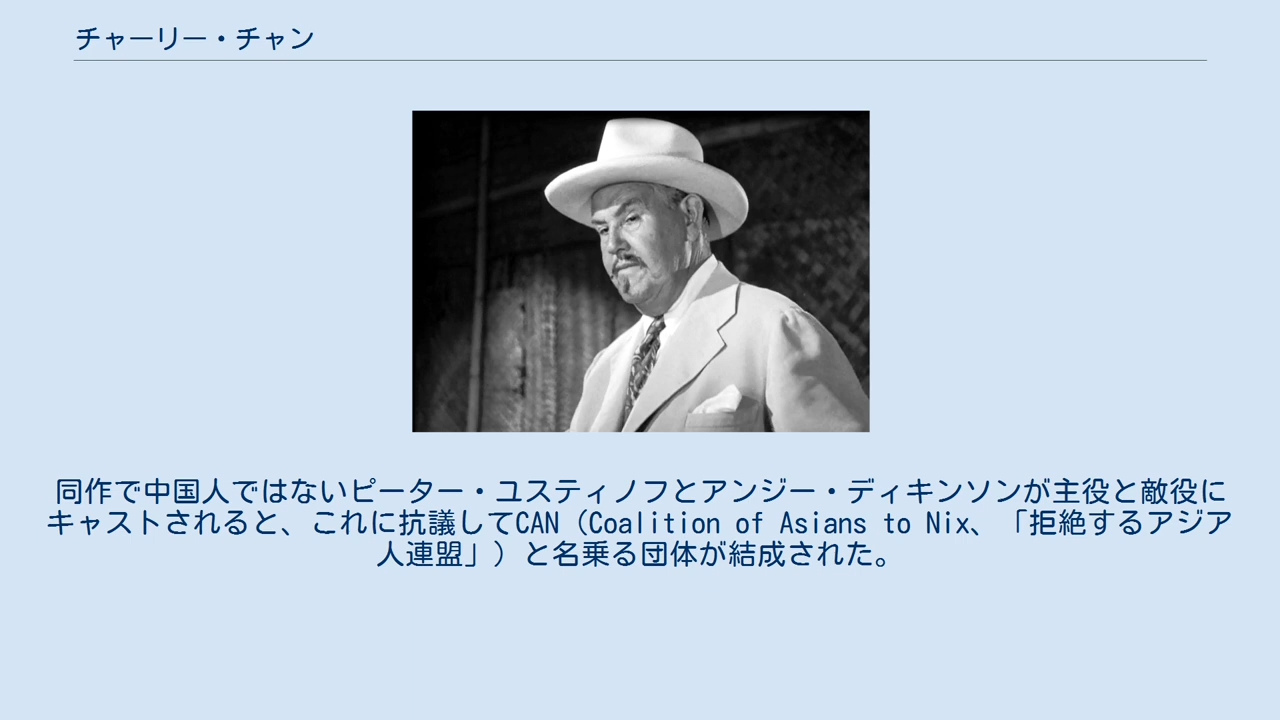 チャーリー・チャン
同作で中国人ではないピーター・ユスティノフとアンジー・ディキンソンが主役と敵役に
キャストされると、これに抗議してCAN（Coalition of Asians to Nix、「拒絶するアジア
人連盟」）と名乗る団体が結成された。